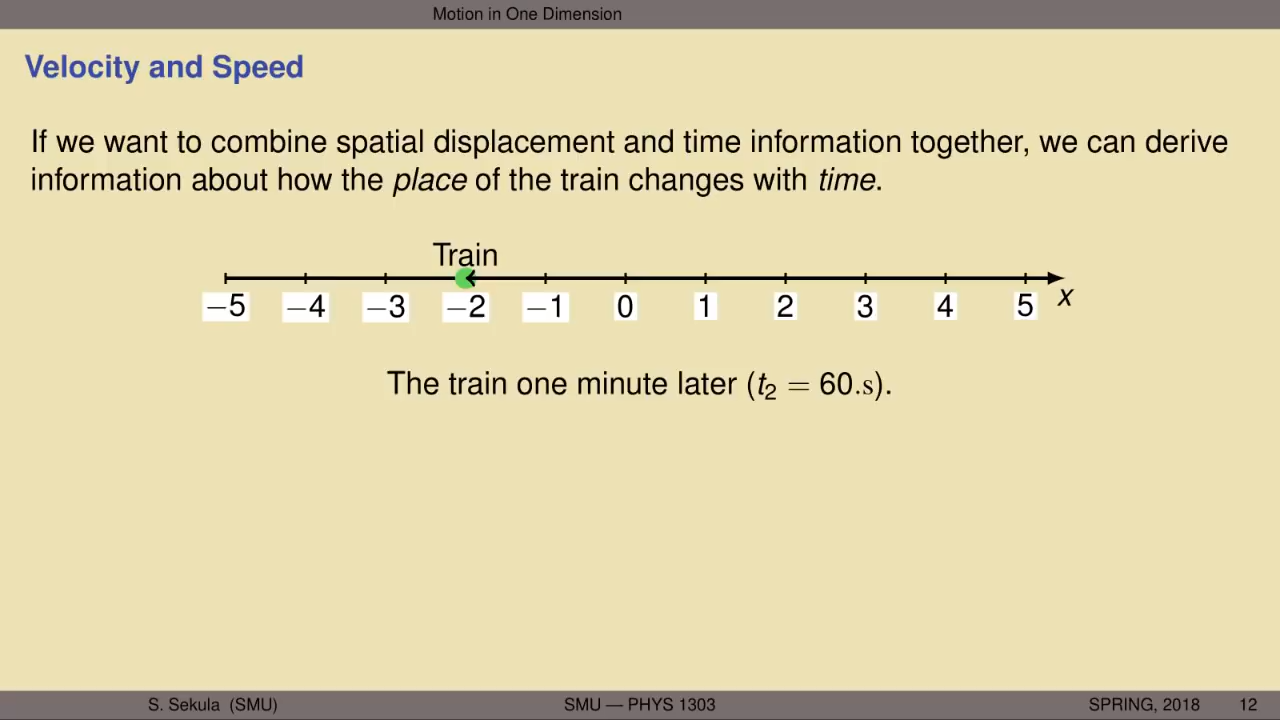 Motion in One Dimension
Velocity and Speed
If we want to combine spatial displacement and time information together, we can derive
information about how the place of the train changes with time.
Train
−5 −4 −3 −2 −1 0 1 2 3 4 5 x
The train one minute later (t₂ = 60.s).
S. Sekula (SMU) SMU — PHYS 1303 SPRING, 2018 12